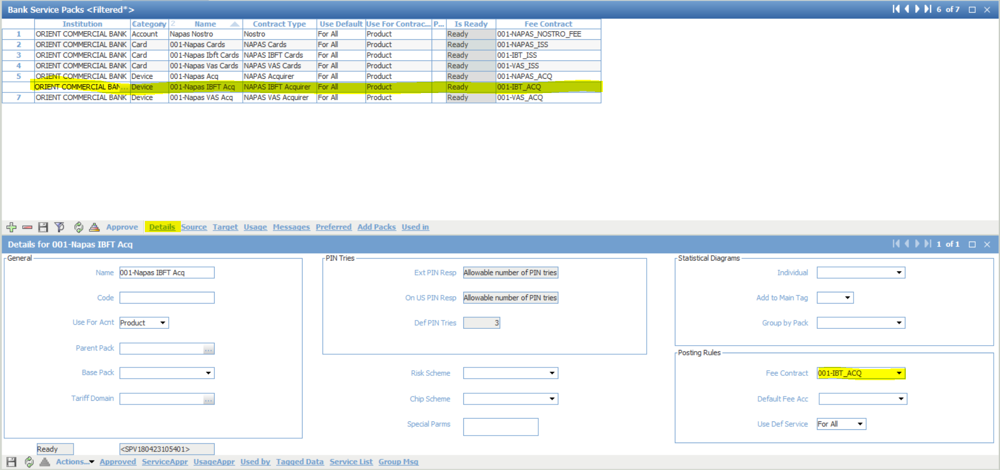 Bank Service Packs <Filtered*>
6 of 7
Institution Category 2 Name Contract Type Use Default Use For Contrac... P... Is Ready Fee Contract
1 ORIENT COMMERCIAL BANK Account Napas Nostro Nostro For All Product Ready 001-NAPAS_NOSTRO_FEE
2 ORIENT COMMERCIAL BANK Card 001-Napas Cards NAPAS Cards For All Product Ready 001-NAPAS_ISS
3 ORIENT COMMERCIAL BANK Card 001-Napas Ibft Cards NAPAS IBFT Cards For All Product Ready 001-IBT_ISS
4 ORIENT COMMERCIAL BANK Card 001-Napas Vas Cards NAPAS VAS Cards For All Product Ready 001-VAS_ISS
5 ORIENT COMMERCIAL BANK Device 001-Napas Acq NAPAS Acquirer For All Product Ready 001-NAPAS_ACQ
ORIENT COMMERCIAL BAN ... Device 001-Napas IBFT Acq NAPAS IBFT Acquirer For All Product Ready 001-IBT_ACQ
7 ORIENT COMMERCIAL BANK Device 001-Napas VAS Acq NAPAS VAS Acquirer For All Product Ready 001-VAS_ACQ
Approve Details Source Target Usage Messages Preferred Add Packs Used in
Details for 001-Napas IBFT Acq
1 of 1
General
Name 001-Napas IBFT Acq
Code
Use For Acnt Product
Parent Pack ...
Base Pack
Tariff Domain ...
Ready <SPV180423105401>
PIN Tries
Ext PIN Resp Allowable number of PIN tries
On US PIN Resp Allowable number of PIN tries
Def PIN Tries 3
Risk Scheme
Chip Scheme
Special Parms
Statistical Diagrams
Individual
Add to Main Tag
Group by Pack
Posting Rules
Fee Contract 001-IBT_ACQ
Default Fee Acc
Use Def Service For All
Actions... Approved ServiceAppr UsageAppr Used by Tagged Data Service List Group Msg